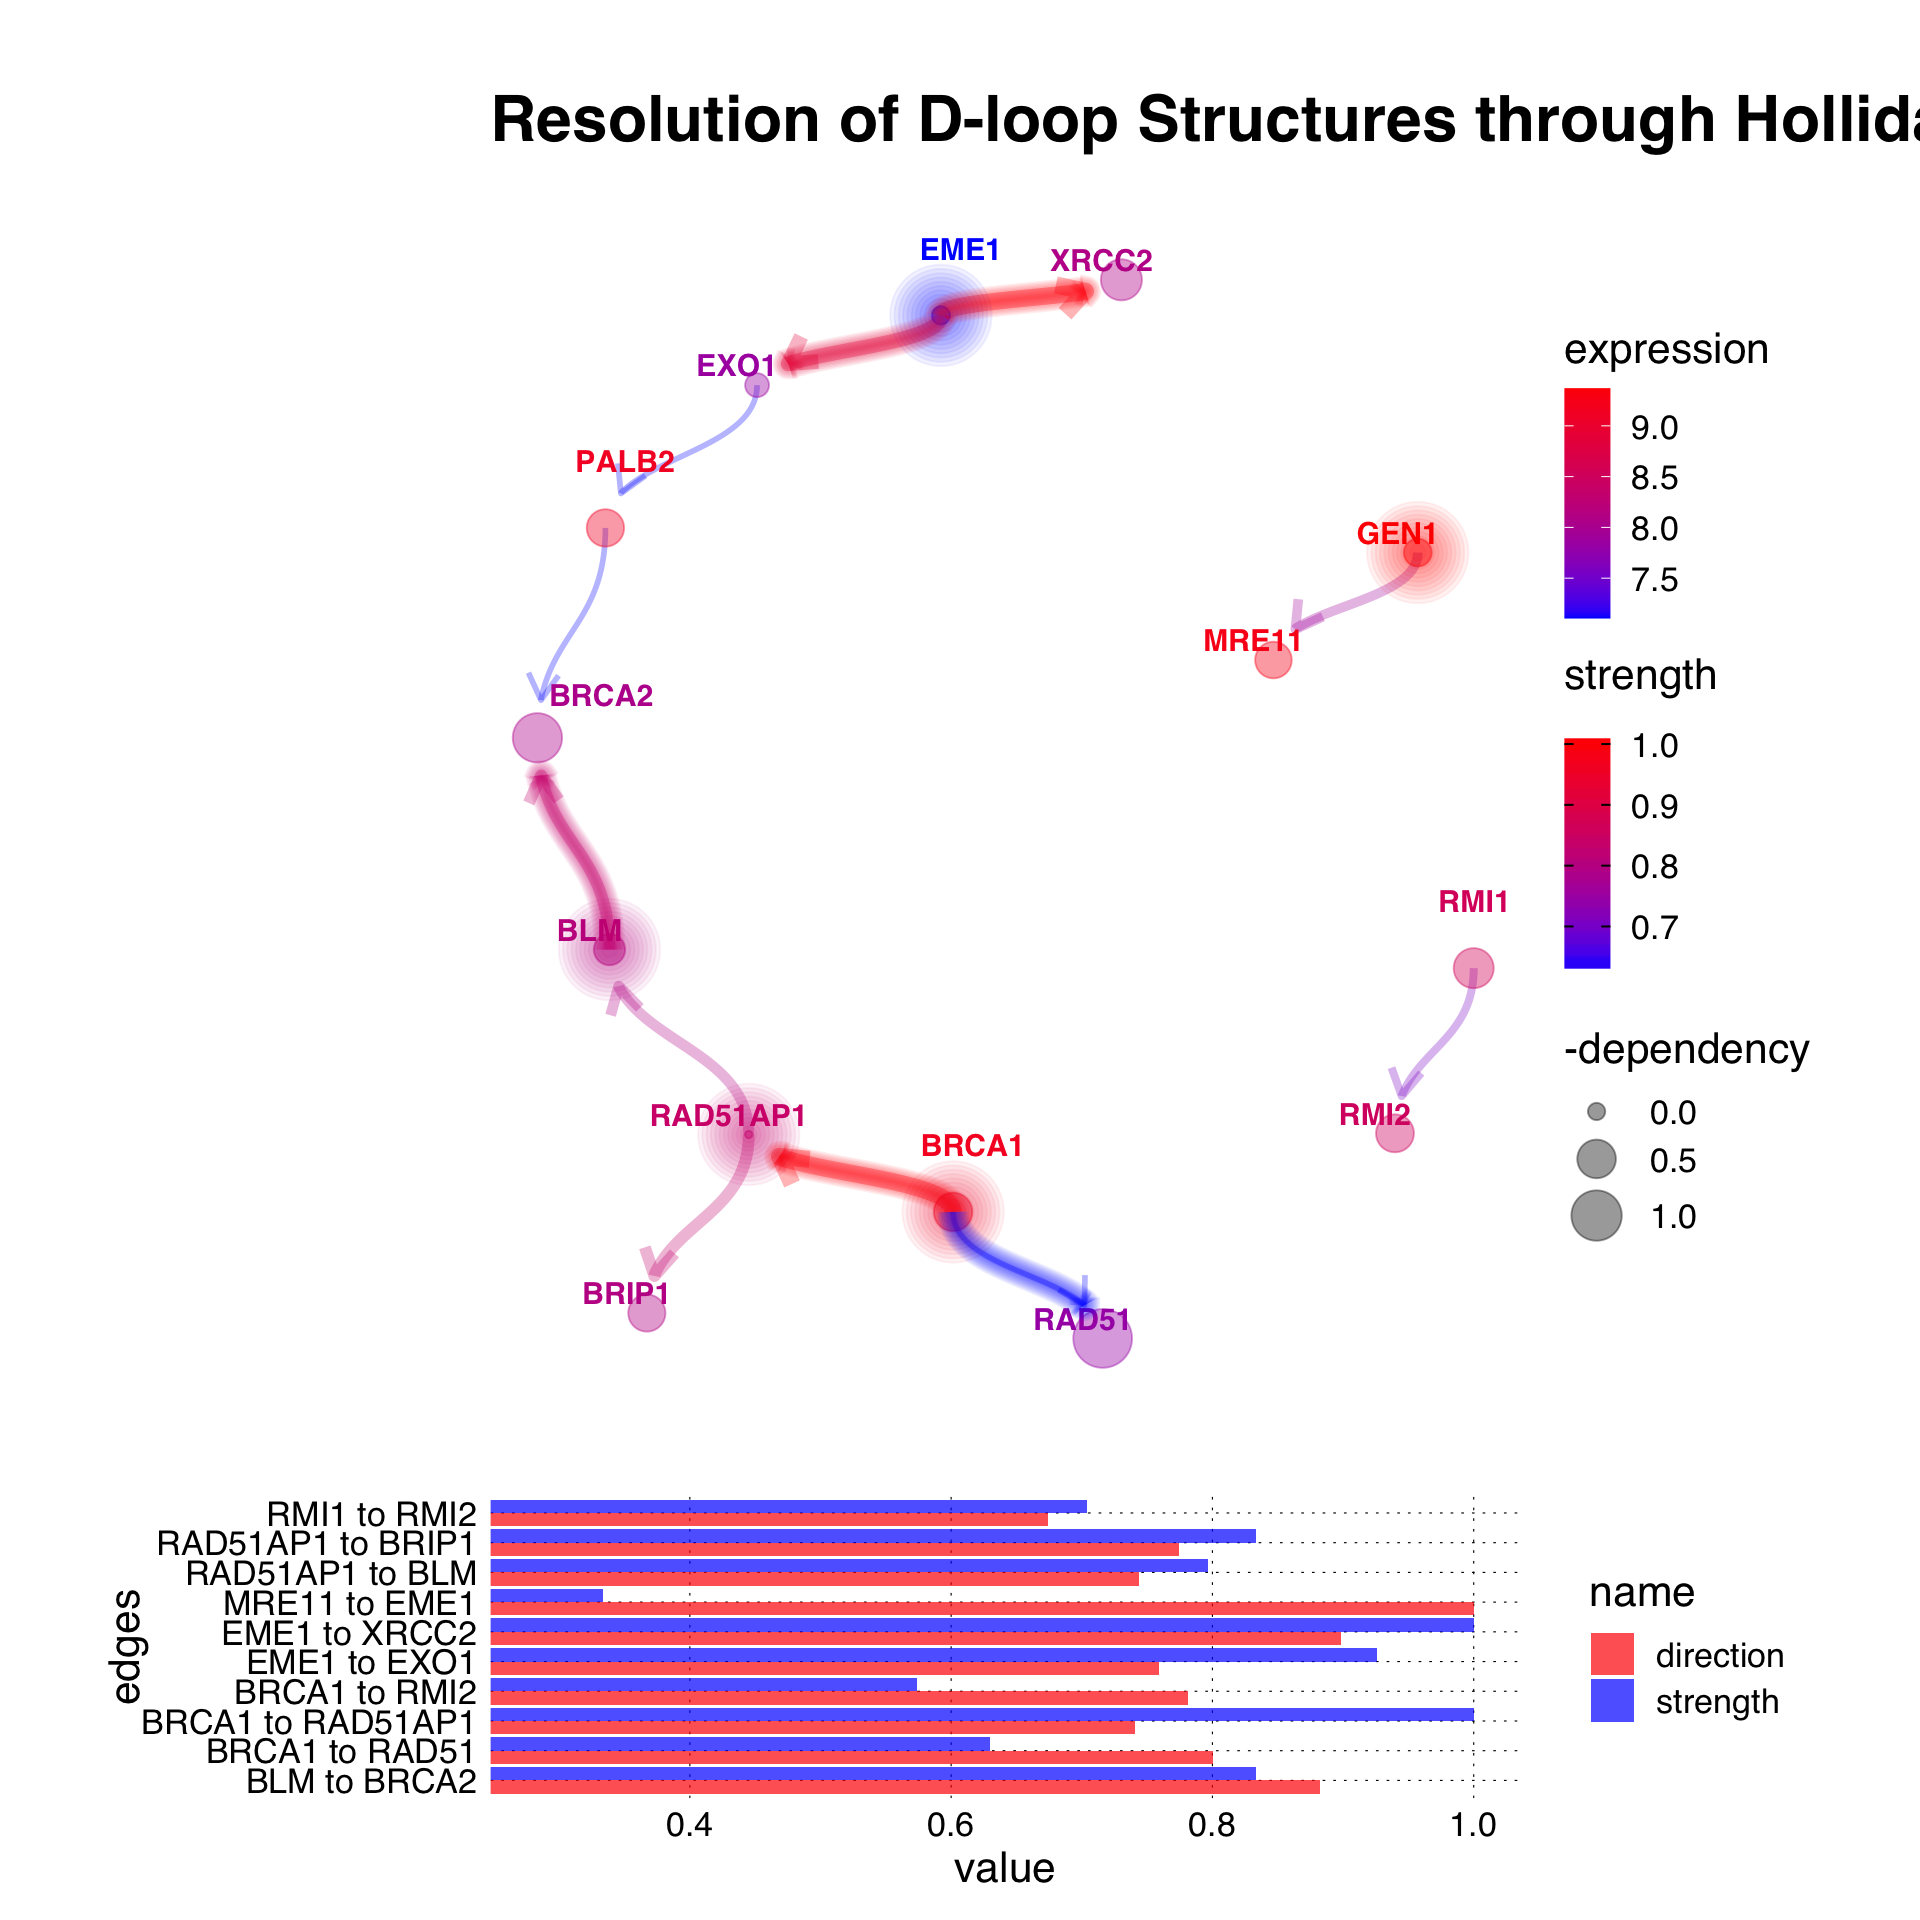 Resolution of D-loop Structures through Hollida
EME1
XRCC2
EXO1
PALB2
GEN1
MRE11
BRCA2
RMI1
BLM
RAD51AP1
RMI2
BRCA1
BRIP1
RAD51
expression
9.0
8.5
8.0
7.5
strength
1.0
0.9
0.8
0.7
-dependency
0.0
0.5
1.0
edges
RMI1 to RMI2
RAD51AP1 to BRIP1
RAD51AP1 to BLM
MRE11 to EME1
EME1 to XRCC2
EME1 to EXO1
BRCA1 to RMI2
BRCA1 to RAD51AP1
BRCA1 to RAD51
BLM to BRCA2
0.4 0.6 0.8 1.0
value
name
direction
strength